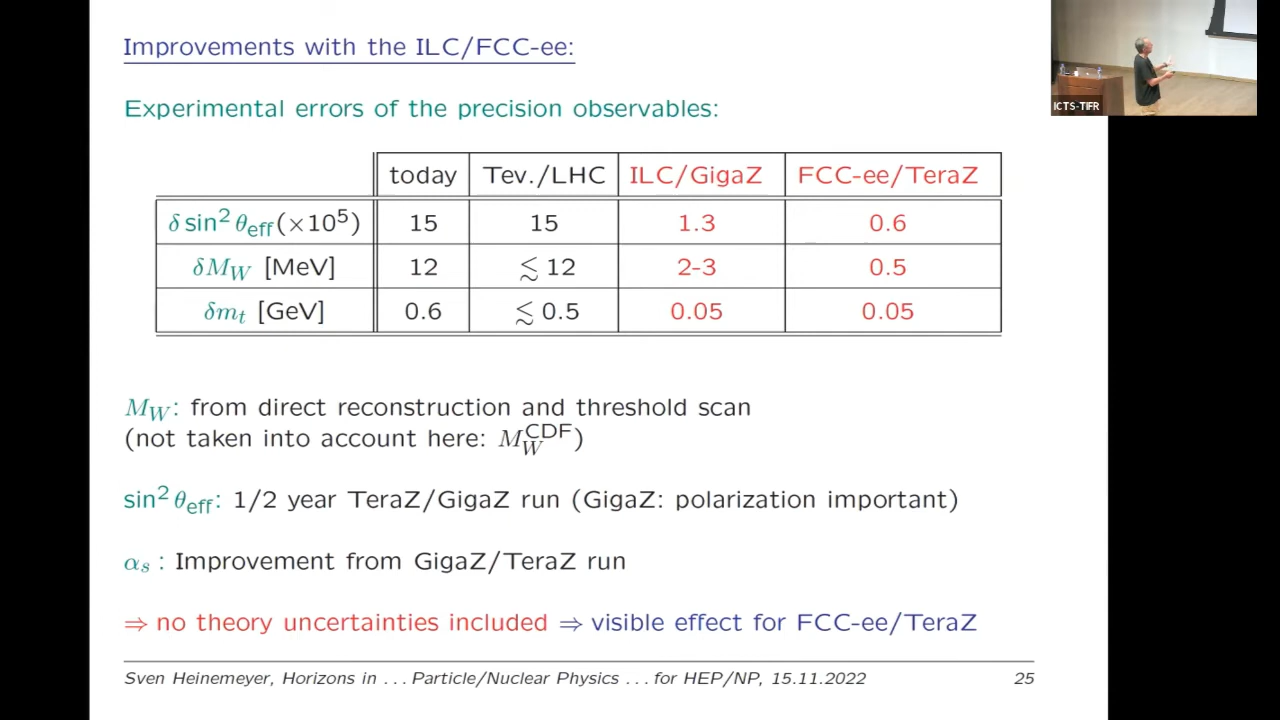 Improvements with the ILC/FCC-ee:
ICTS-TIFR
Experimental errors of the precision observables:
today Tev./LHC ILC/GigaZ FCC-ee/TeraZ
δ sin² θ_eff(×10⁵) 15 15 1.3 0.6
δM_W [MeV] 12 ≲ 12 2-3 0.5
δm_t [GeV] 0.6 ≲ 0.5 0.05 0.05
M_W: from direct reconstruction and threshold scan
(not taken into account here: M_W^CDF)
sin² θ_eff: 1/2 year TeraZ/GigaZ run (GigaZ: polarization important)
α_s : Improvement from GigaZ/TeraZ run
⇒ no theory uncertainties included ⇒ visible effect for FCC-ee/TeraZ
Sven Heinemeyer, Horizons in ... Particle/Nuclear Physics ... for HEP/NP, 15.11.2022 25